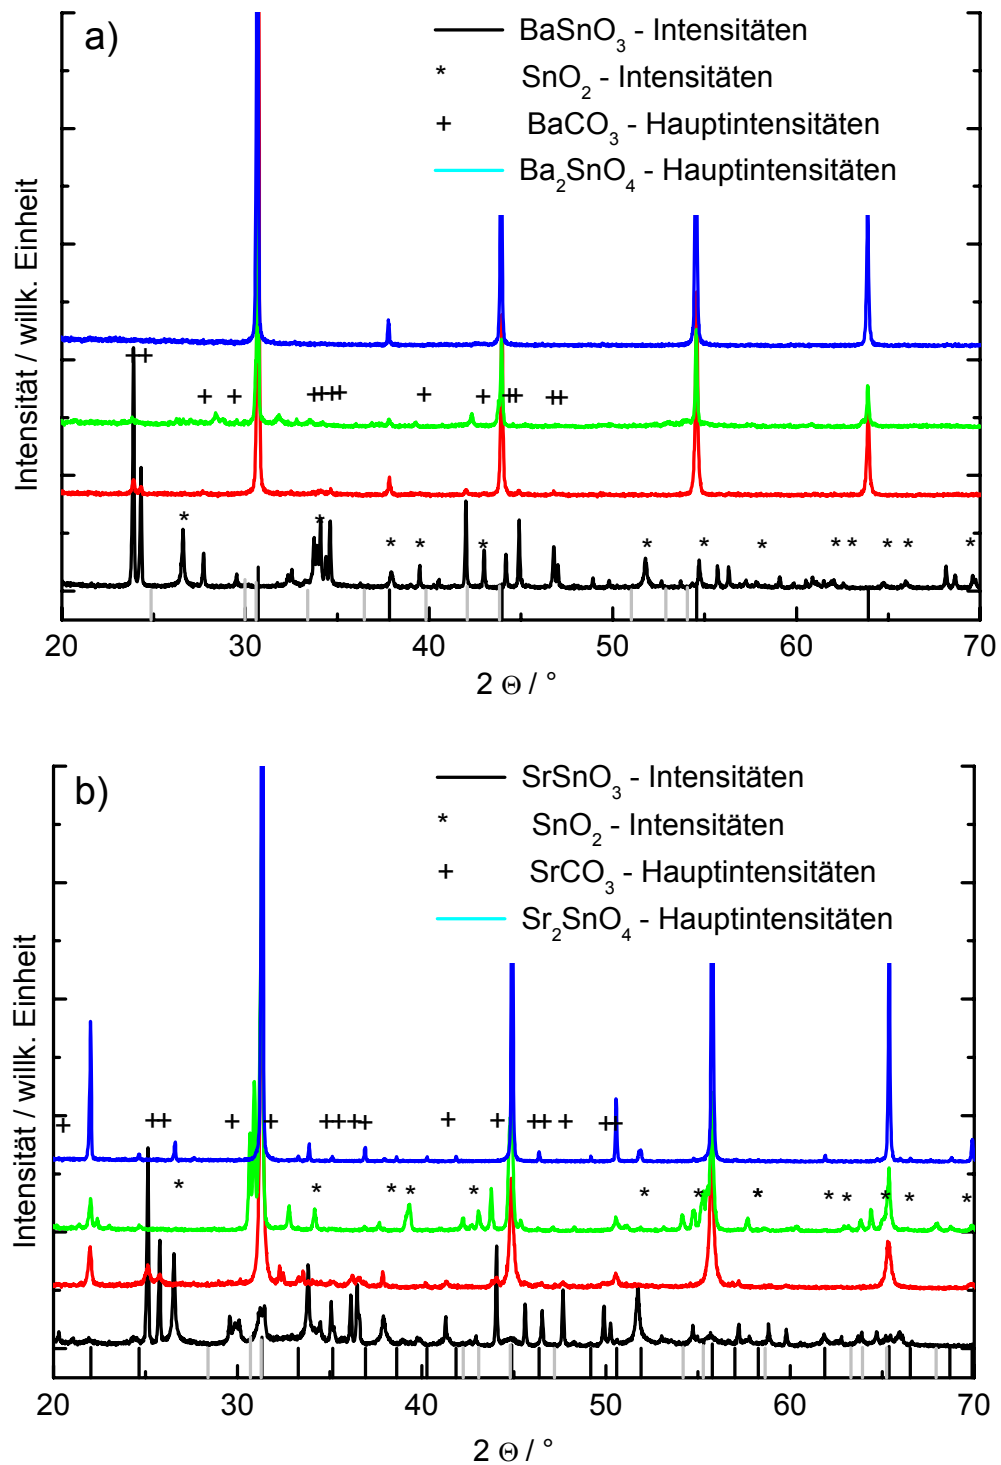 a)
BaSnO₃ - Intensitäten
* SnO₂ - Intensitäten
+ BaCO₃ - Hauptintensitäten
Ba₂SnO₄ - Hauptintensitäten
Intensität / willk. Einheit
20 30 40 50 60 70
2 Θ / °
b)
SrSnO₃ - Intensitäten
* SnO₂ - Intensitäten
+ SrCO₃ - Hauptintensitäten
Sr₂SnO₄ - Hauptintensitäten
Intensität / willk. Einheit
20 30 40 50 60 70
2 Θ / °